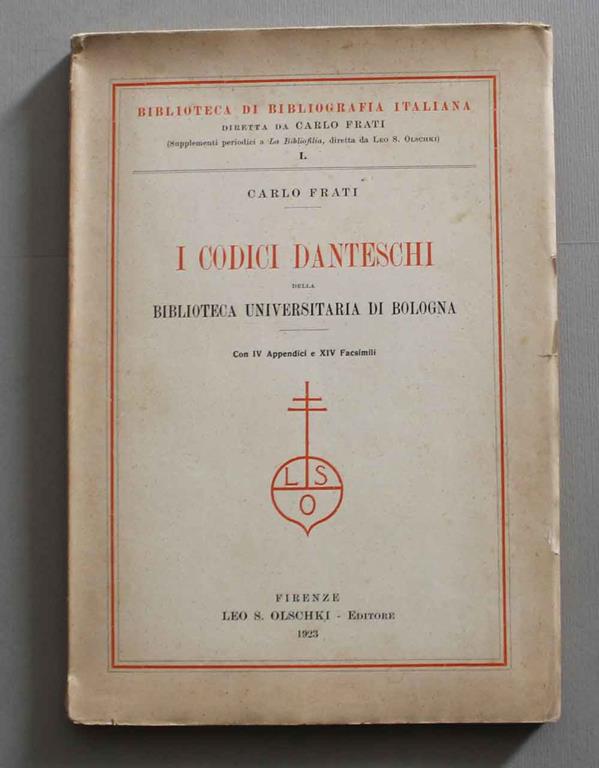 BIBLIOTECA DI BIBLIOGRAFIA ITALIANA
DIRETTA DA CARLO FRATI
(Supplementi periodici a La Bibliofilia, diretta da LEO S. OLSCHKI)
I.
CARLO FRATI
I CODICI DANTESCHI
DELLA
BIBLIOTECA UNIVERSITARIA DI BOLOGNA
Con IV Appendici e XIV Facsimili
L S
O
FIRENZE
LEO S. OLSCHKI - EDITORE
1923